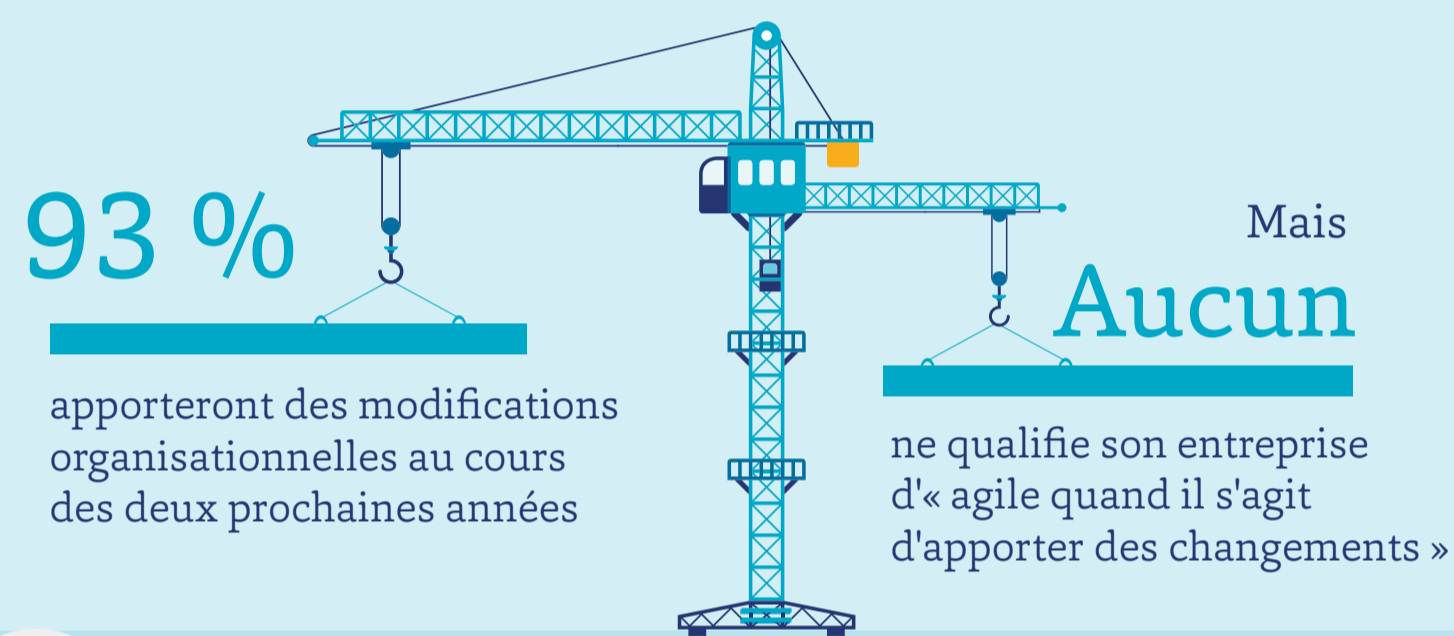 93 %
apporteront des modifications
organisationnelles au cours
des deux prochaines années
Mais
Aucun
ne qualifie son entreprise
d'« agile quand il s'agit
d'apporter des changements »